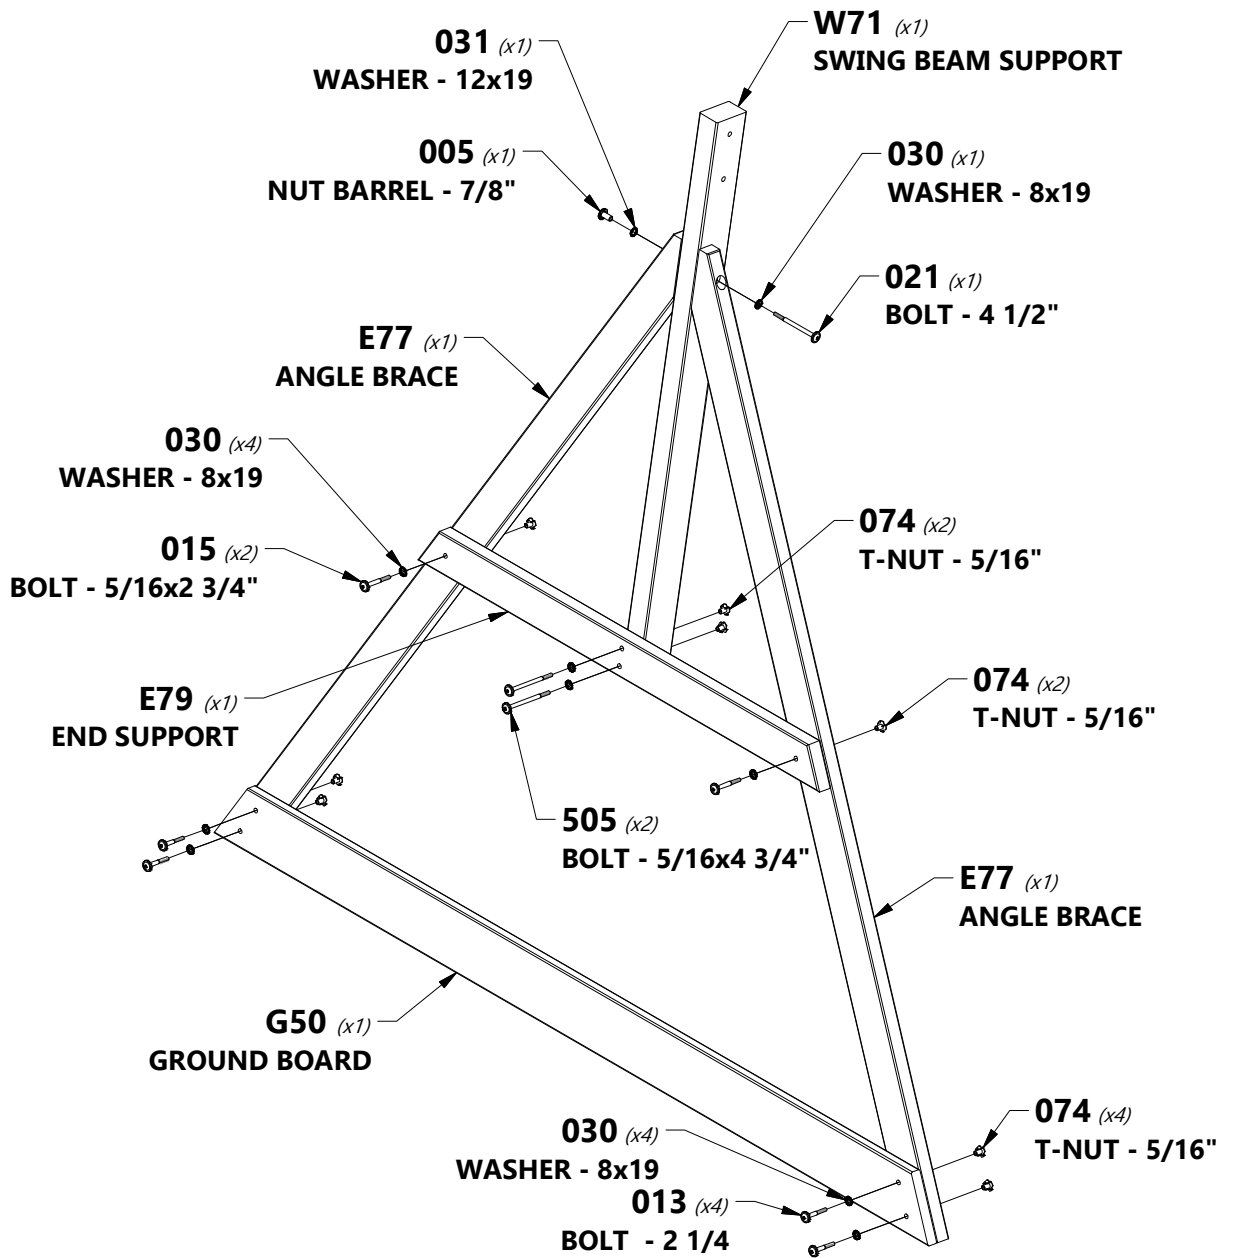 W71 (x1)
SWING BEAM SUPPORT
031 (x1)
WASHER - 12x19
005 (x1)
NUT BARREL - 7/8"
030 (x1)
WASHER - 8x19
021 (x1)
BOLT - 4 1/2"
E77 (x1)
ANGLE BRACE
030 (x4)
WASHER - 8x19
015 (x2)
BOLT - 5/16x2 3/4"
074 (x2)
T-NUT - 5/16"
E79 (x1)
END SUPPORT
074 (x2)
T-NUT - 5/16"
505 (x2)
BOLT - 5/16x4 3/4"
E77 (x1)
ANGLE BRACE
G50 (x1)
GROUND BOARD
074 (x4)
T-NUT - 5/16"
030 (x4)
WASHER - 8x19
013 (x4)
BOLT - 2 1/4